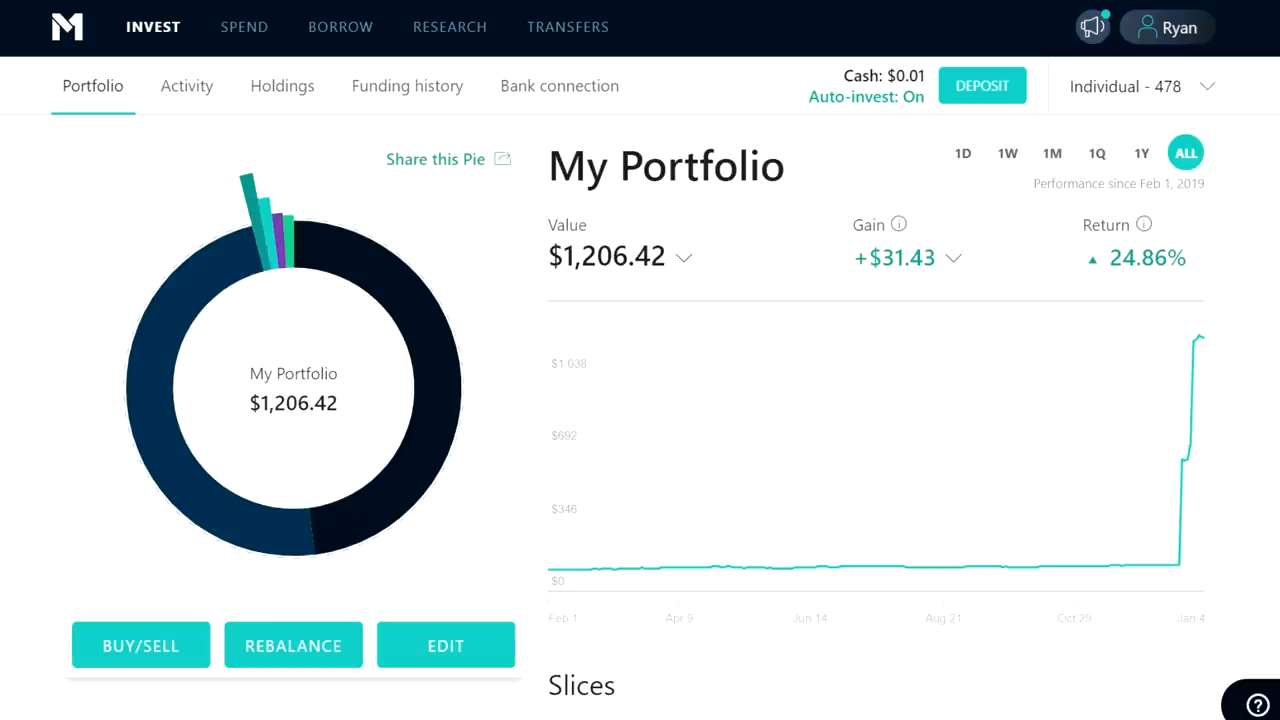 INVEST SPEND BORROW RESEARCH TRANSFERS Ryan
Portfolio Activity Holdings Funding history Bank connection Cash: $0.01 DEPOSIT Individual - 478
Auto-invest: On
Share this Pie
My Portfolio
1D 1W 1M 1Q 1Y ALL
Performance since Feb 1, 2019
Value Gain Return
$1,206.42 +$31.43 24.86%
My Portfolio
$1,206.42
$1 038
$692
$346
$0
Feb 1 Apr 9 Jun 14 Aug 21 Oct 29 Jan 4
BUY/SELL REBALANCE EDIT
Slices